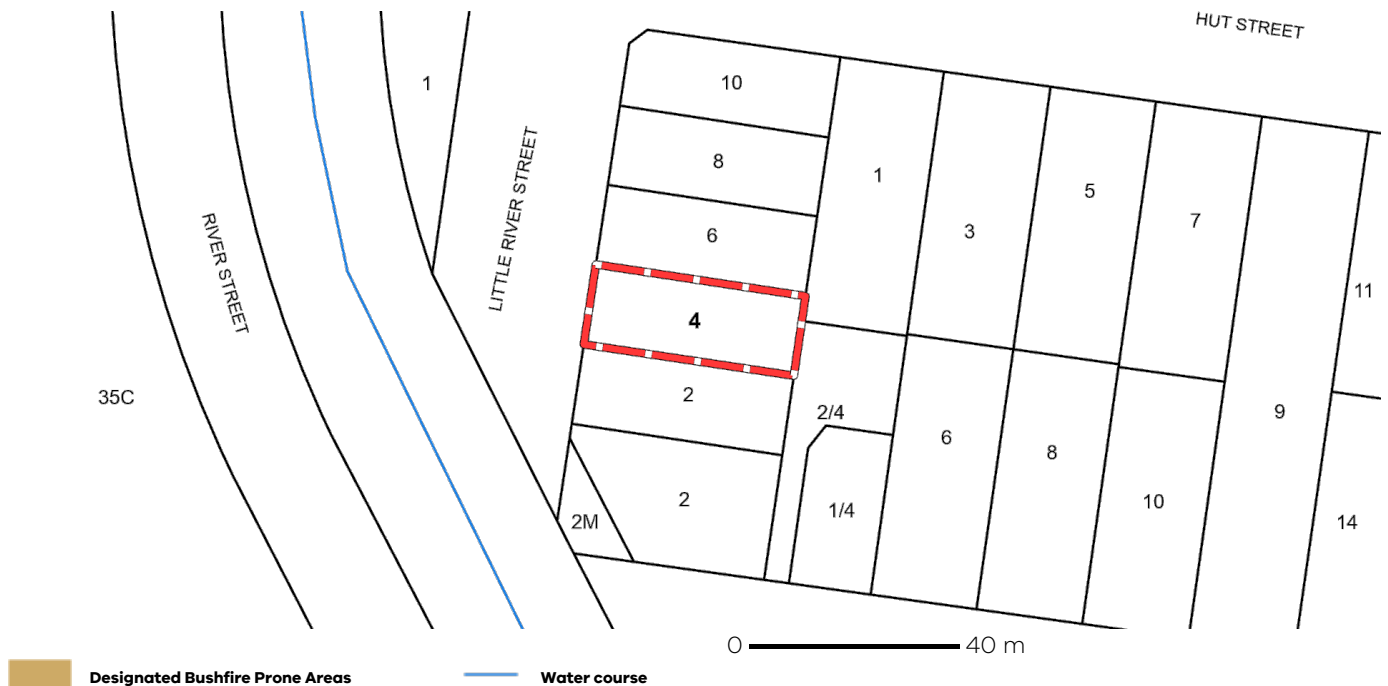 HUT STREET
10
1
8
1
5
7
3
6
11
LITTLE RIVER STREET
RIVER STREET
4
35C
2
2/4
9
6
8
2
10
1/4
2M
14
0 40 m
Designated Bushfire Prone Areas
Water course